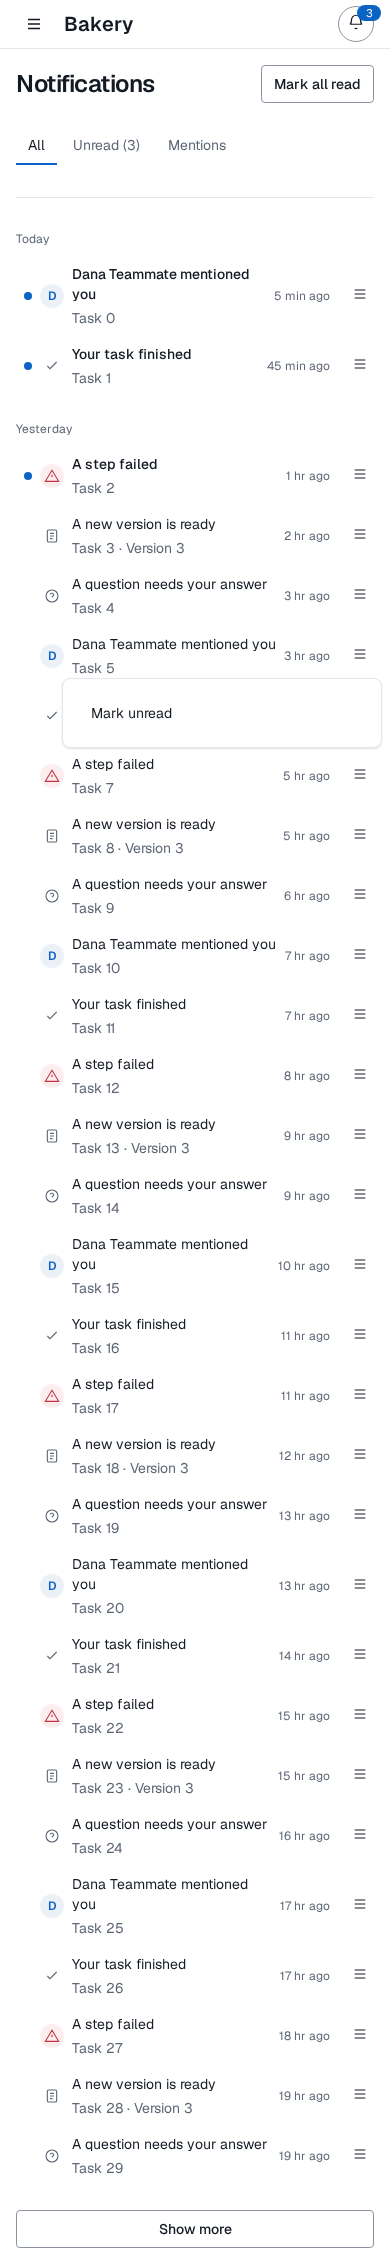 Bakery
3
Notifications
Mark all read
All
Unread (3)
Mentions
Today
D
Dana Teammate mentioned
you
5 min ago
Task 0
Your task finished
45 min ago
Task 1
Yesterday
A step failed
1 hr ago
Task 2
A new version is ready
2 hr ago
Task 3 · Version 3
A question needs your answer
3 hr ago
Task 4
D
Dana Teammate mentioned you
3 hr ago
Task 5
Mark unread
A step failed
5 hr ago
Task 7
A new version is ready
5 hr ago
Task 8 · Version 3
A question needs your answer
6 hr ago
Task 9
D
Dana Teammate mentioned you
7 hr ago
Task 10
Your task finished
7 hr ago
Task 11
A step failed
8 hr ago
Task 12
A new version is ready
9 hr ago
Task 13 · Version 3
A question needs your answer
9 hr ago
Task 14
D
Dana Teammate mentioned
you
10 hr ago
Task 15
Your task finished
11 hr ago
Task 16
A step failed
11 hr ago
Task 17
A new version is ready
12 hr ago
Task 18 · Version 3
A question needs your answer
13 hr ago
Task 19
D
Dana Teammate mentioned
you
13 hr ago
Task 20
Your task finished
14 hr ago
Task 21
A step failed
15 hr ago
Task 22
A new version is ready
15 hr ago
Task 23 · Version 3
A question needs your answer
16 hr ago
Task 24
D
Dana Teammate mentioned
you
17 hr ago
Task 25
Your task finished
17 hr ago
Task 26
A step failed
18 hr ago
Task 27
A new version is ready
19 hr ago
Task 28 · Version 3
A question needs your answer
19 hr ago
Task 29
Show more